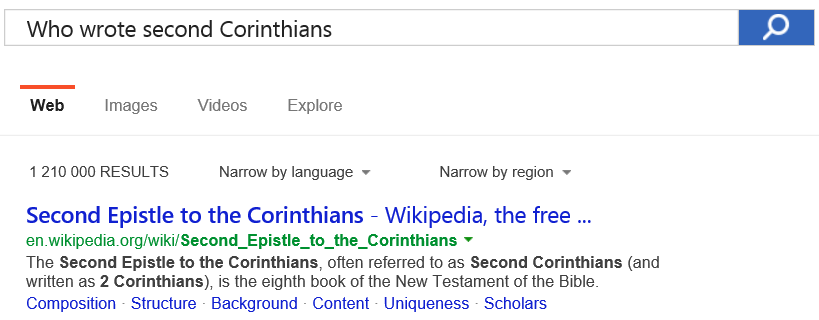 Who wrote second Corinthians
Web Images Videos Explore
1 210 000 RESULTS Narrow by language Narrow by region
Second Epistle to the Corinthians - Wikipedia, the free ...
en.wikipedia.org/wiki/Second_Epistle_to_the_Corinthians
The Second Epistle to the Corinthians, often referred to as Second Corinthians (and
written as 2 Corinthians), is the eighth book of the New Testament of the Bible.
Composition · Structure · Background · Content · Uniqueness · Scholars